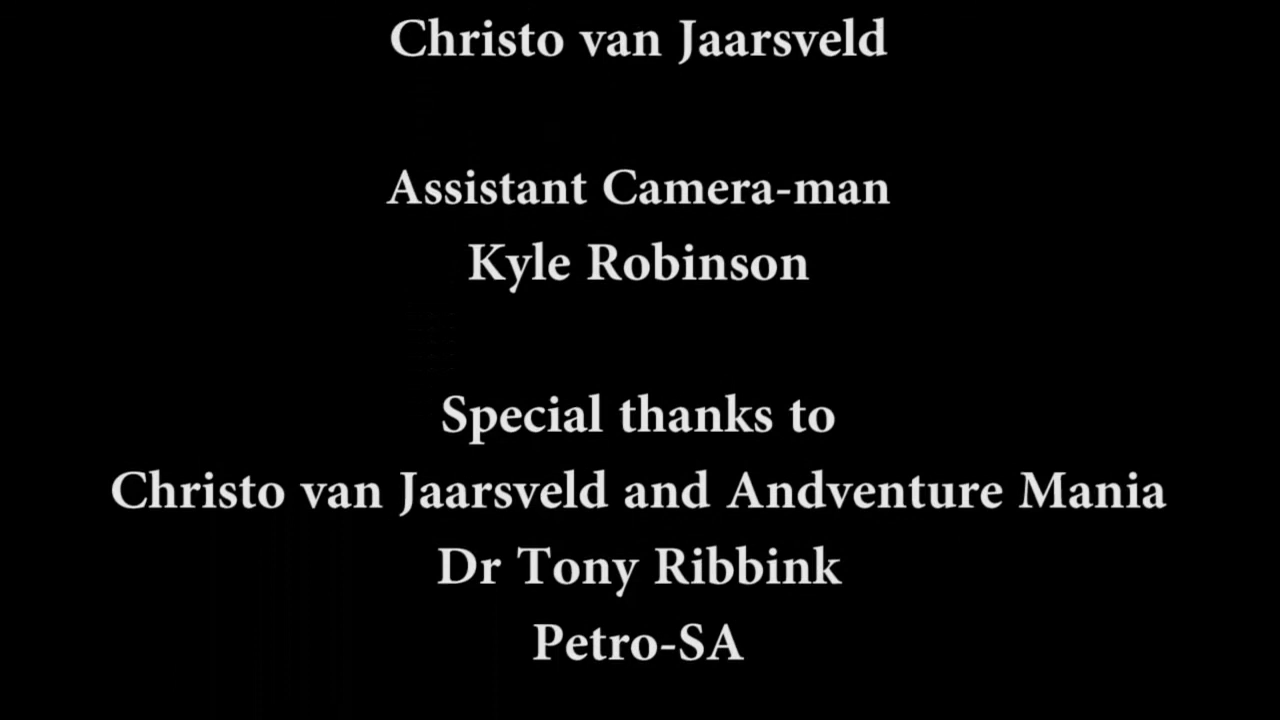 Christo van Jaarsveld
Assistant Camera-man
Kyle Robinson
Special thanks to
Christo van Jaarsveld and Andventure Mania
Dr Tony Ribbink
Petro-SA